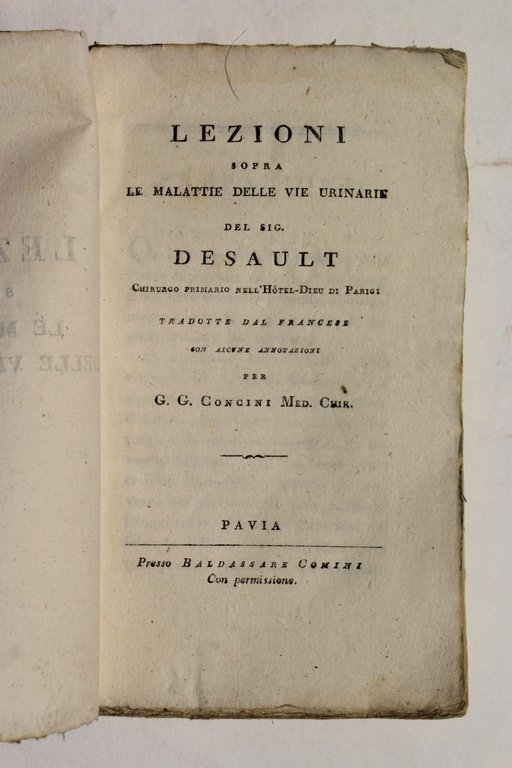 LEZIONI
SOPRA
LE MALATTIE DELLE VIE URINARIE
DEL SIG.
DESAULT
CHIRURGO PRIMARIO NELL'HÔTEL-DIEU DI PARIGI
TRADOTTE DAL FRANCESE
CON ALCUNE ANNOTAZIONI
PER
G. G. CONCINI MED. CHIR.
PAVIA
Presso BALDASSARE COMINI
Con permissione.